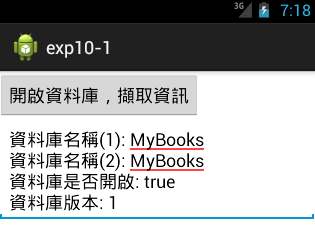 3G 7:18
exp10-1
開啟資料庫，擷取資訊
資料庫名稱(1): MyBooks
資料庫名稱(2): MyBooks
資料庫是否開啟: true
資料庫版本: 1